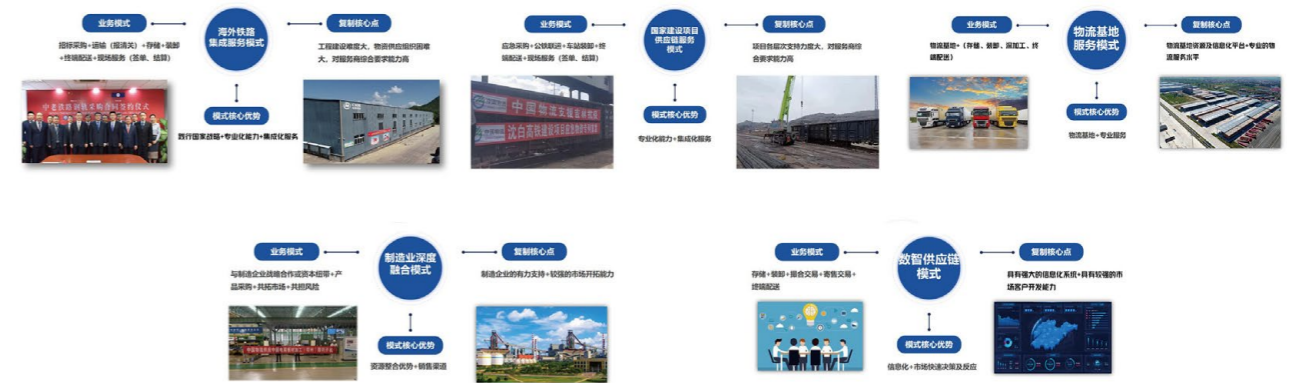 业务模式
海外铁路
集成服务模式
复制核心点
招标采购+运输（报清关）+存储+装卸
+终端配送+现场服务（签单、结算）
工程建设难度大，物资供应组织困难
大，对服务商综合要求能力高
模式核心优势
践行国家战略+专业化能力+集成化服务
业务模式
国家建设项目
供应链服务
模式
复制核心点
应急采购+公铁联运+车站装卸+终
端配送+现场服务（签单、结算）
项目各层次支持力度大，对服务商综
合要求能力高
模式核心优势
专业化能力+集成化服务
业务模式
物流基地
服务模式
复制核心点
物流基地+（存储、装卸、深加工、终
端配送）
物流基地资源及信息化平台+专业的物
流服务水平
模式核心优势
物流基地+专业服务
业务模式
制造业深度
融合模式
复制核心点
与制造企业战略合作或资本纽带+产
品采购+共拓市场+共担风险
制造企业的有力支持+较强的市场开拓能力
模式核心优势
资源整合优势+销售渠道
业务模式
数智供应链
模式
复制核心点
存储+装卸+撮合交易+寄售交易+
终端配送
具有强大的信息化系统+具有较强的市
场客户开发能力
模式核心优势
信息化+市场快速决策及反应